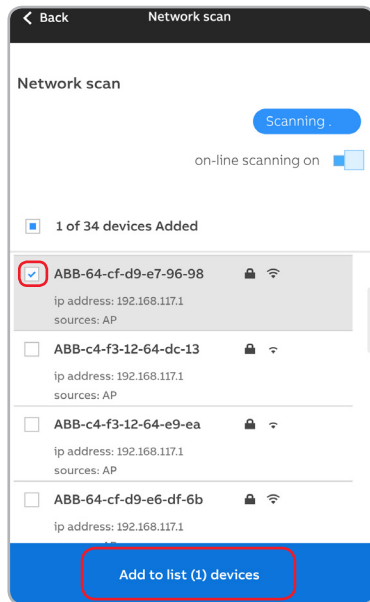 Back Network scan
Network scan
Scanning .
on-line scanning on
1 of 34 devices Added
ABB-64-cf-d9-e7-96-98
ip address: 192.168.117.1
sources: AP
ABB-c4-f3-12-64-dc-13
ip address: 192.168.117.1
sources: AP
ABB-c4-f3-12-64-e9-ea
ip address: 192.168.117.1
sources: AP
ABB-64-cf-d9-e6-df-6b
ip address: 192.168.117.1
Add to list (1) devices